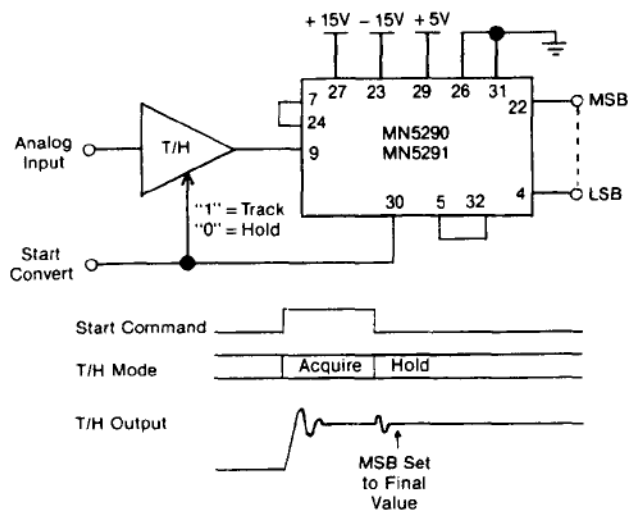 + 15V − 15V + 5V
27 23 29 26 31
7
24
9
22
4
30 5 32
MN5290
MN5291
MSB
LSB
Analog
Input
T/H
"1" = Track
"0" = Hold
Start
Convert
Start Command
T/H Mode
Acquire
Hold
T/H Output
MSB Set
to Final
Value